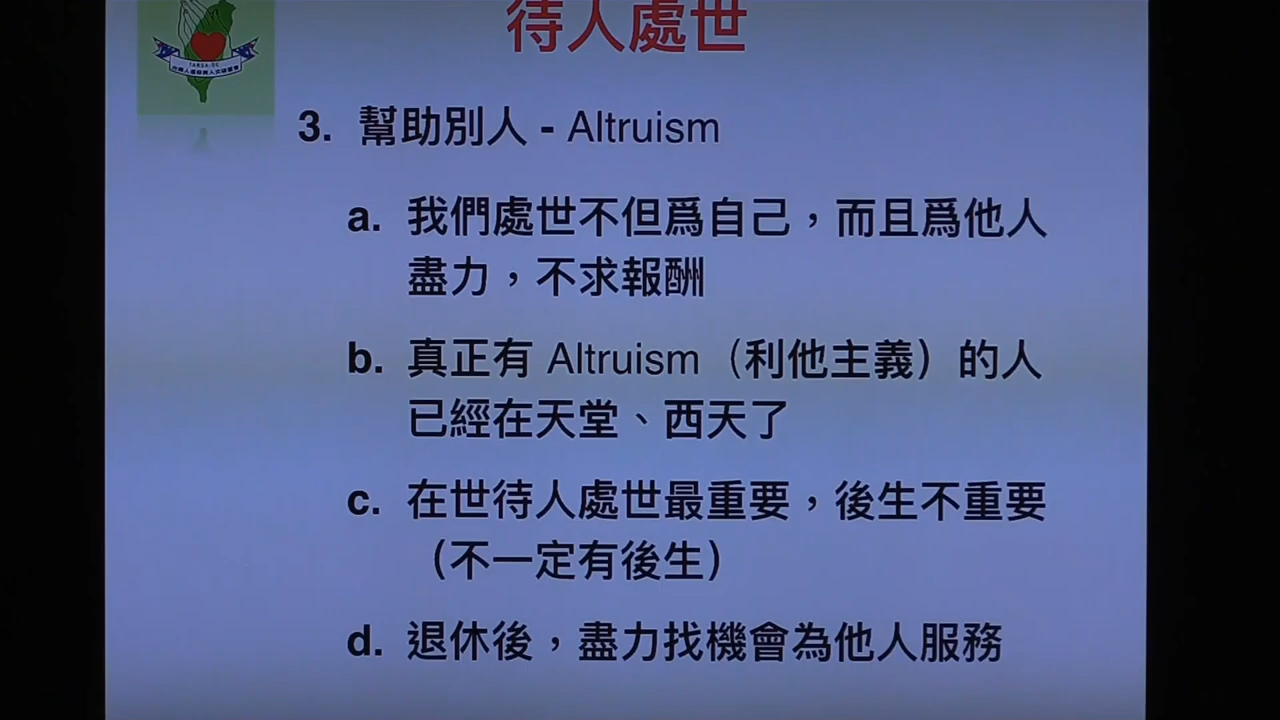 待人處世
TARSA-DC
3. 幫助別人 - Altruism
a. 我們處世不但爲自己，而且爲他人
盡力，不求報酬
b. 真正有 Altruism（利他主義）的人
已經在天堂、西天了
c. 在世待人處世最重要，後生不重要
（不一定有後生）
d. 退休後，盡力找機會為他人服務